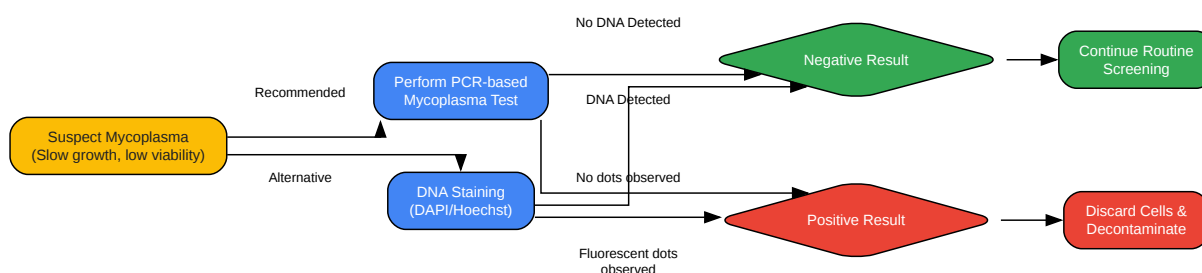 No DNA Detected
Negative Result
Continue Routine
Screening
Perform PCR-based
Mycoplasma Test
Recommended
DNA Detected
Suspect Mycoplasma
(Slow growth, low viability)
Alternative
No dots observed
DNA Staining
(DAPI/Hoechst)
Positive Result
Discard Cells &
Decontaminate
Fluorescent dots
observed